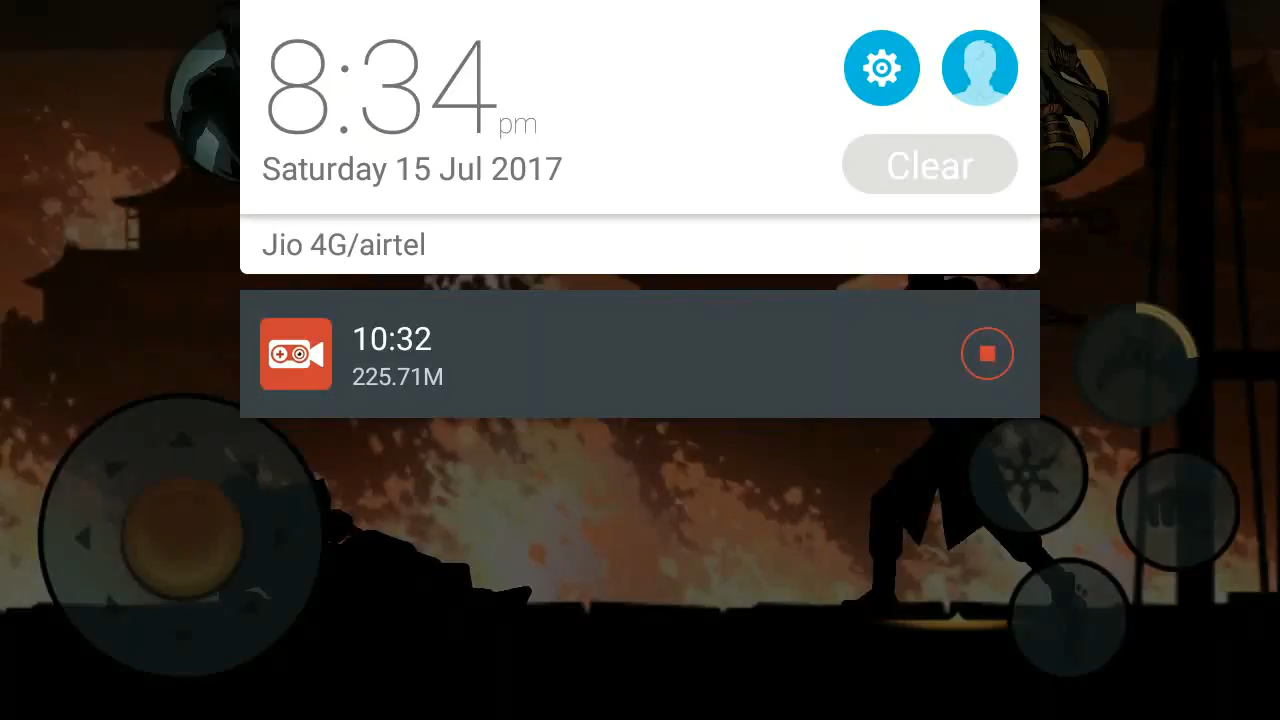 8:34 pm
Clear
Saturday 15 Jul 2017
Jio 4G/airtel
10:32
225.71M